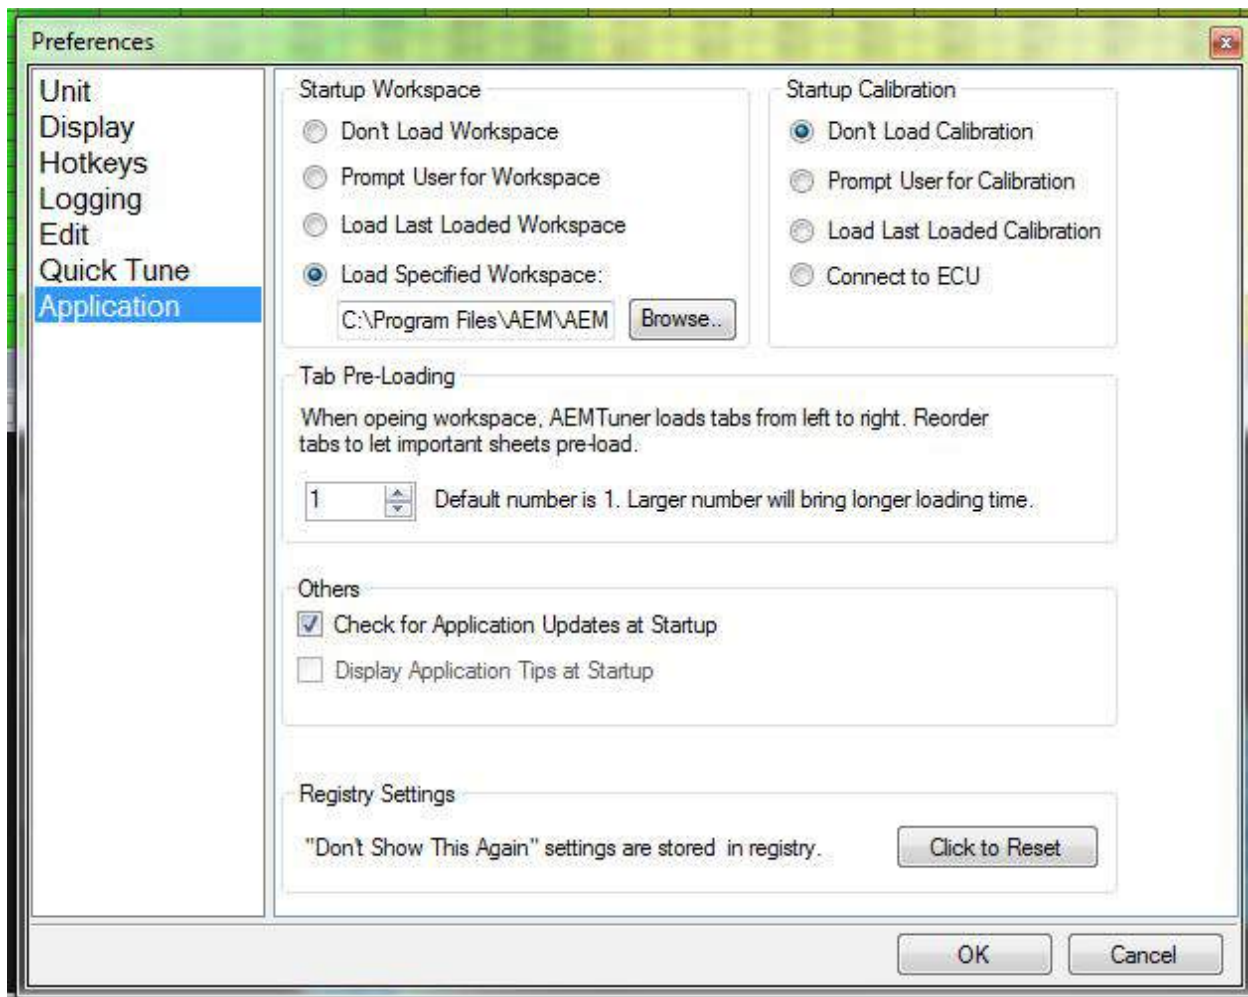 Preferences
Unit
Display
Hotkeys
Logging
Edit
Quick Tune
Application
Startup Workspace
Don't Load Workspace
Prompt User for Workspace
Load Last Loaded Workspace
Load Specified Workspace:
C:\Program Files\AEM\AEM
Browse..
Startup Calibration
Don't Load Calibration
Prompt User for Calibration
Load Last Loaded Calibration
Connect to ECU
Tab Pre-Loading
When opeing workspace, AEMTuner loads tabs from left to right. Reorder
tabs to let important sheets pre-load.
1
Default number is 1. Larger number will bring longer loading time.
Others
Check for Application Updates at Startup
Display Application Tips at Startup
Registry Settings
"Don't Show This Again" settings are stored in registry.
Click to Reset
OK
Cancel